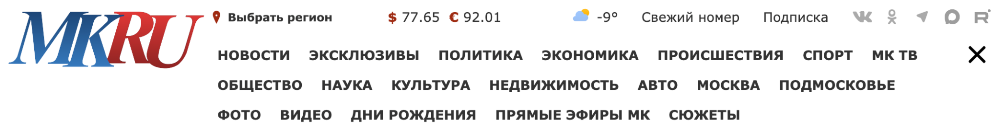 MKRU
Выбрать регион $ 77.65 € 92.01 -9° Свежий номер Подписка
НОВОСТИ ЭКСКЛЮЗИВЫ ПОЛИТИКА ЭКОНОМИКА ПРОИСШЕСТВИЯ СПОРТ МК ТВ
ОБЩЕСТВО НАУКА КУЛЬТУРА НЕДВИЖИМОСТЬ АВТО МОСКВА ПОДМОСКОВЬЕ
ФОТО ВИДЕО ДНИ РОЖДЕНИЯ ПРЯМЫЕ ЭФИРЫ МК СЮЖЕТЫ